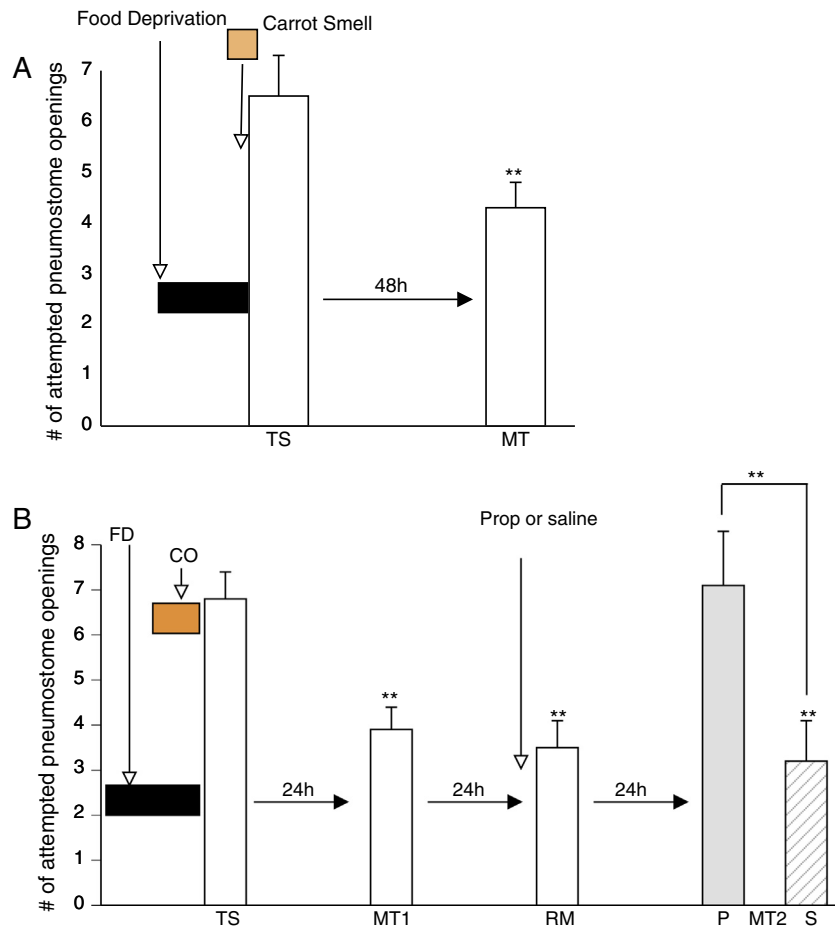 Food Deprivation
Carrot Smell
A
# of attempted pneumostome openings
7
6
5
4
3
2
1
0
**
48h
TS
MT
B
# of attempted pneumostome openings
8
7
6
5
4
3
2
1
0
FD
CO
Prop or saline
**
**
**
**
24h
24h
24h
TS
MT1
RM
P
MT2
S